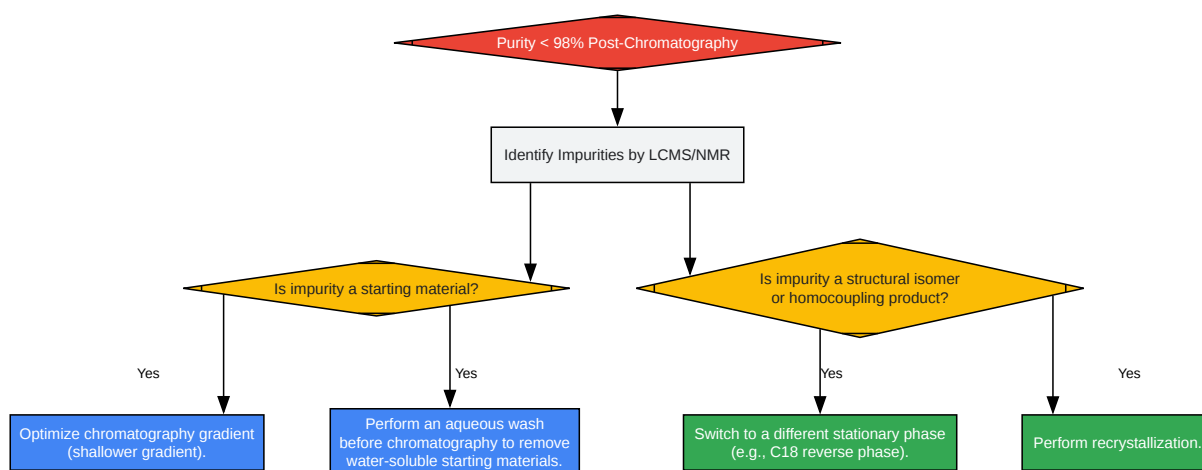 Purity < 98% Post-Chromatography
Identify Impurities by LCMS/NMR
Is impurity a starting material?
Is impurity a structural isomer
or homocoupling product?
Yes
Yes
Yes
Yes
Optimize chromatography gradient
(shallower gradient).
Perform an aqueous wash
before chromatography to remove
water-soluble starting materials.
Switch to a different stationary phase
(e.g., C18 reverse phase).
Perform recrystallization.